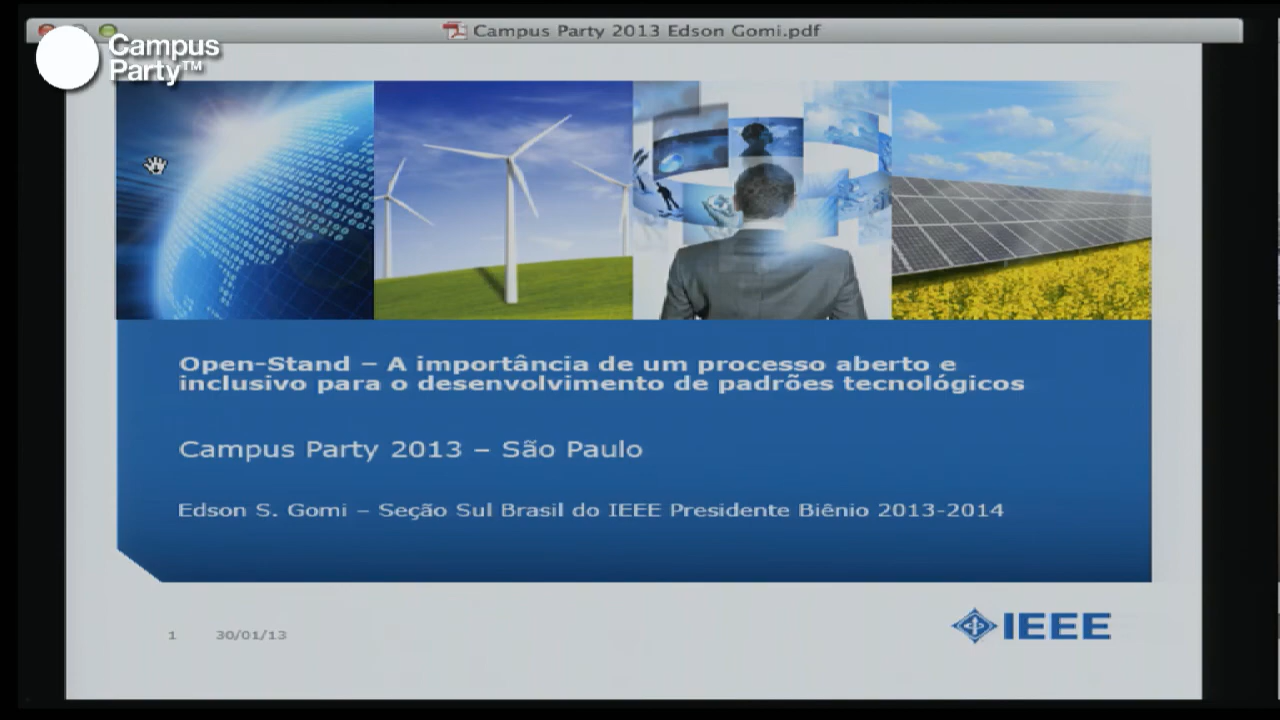 Campus Party 2013 Edson Gomi.pdf
Campus
Party™
Open-Stand – A importância de um processo aberto e
inclusivo para o desenvolvimento de padrões tecnológicos
Campus Party 2013 – São Paulo
Edson S. Gomi – Seção Sul Brasil do IEEE Presidente Biênio 2013-2014
1 30/01/13
IEEE